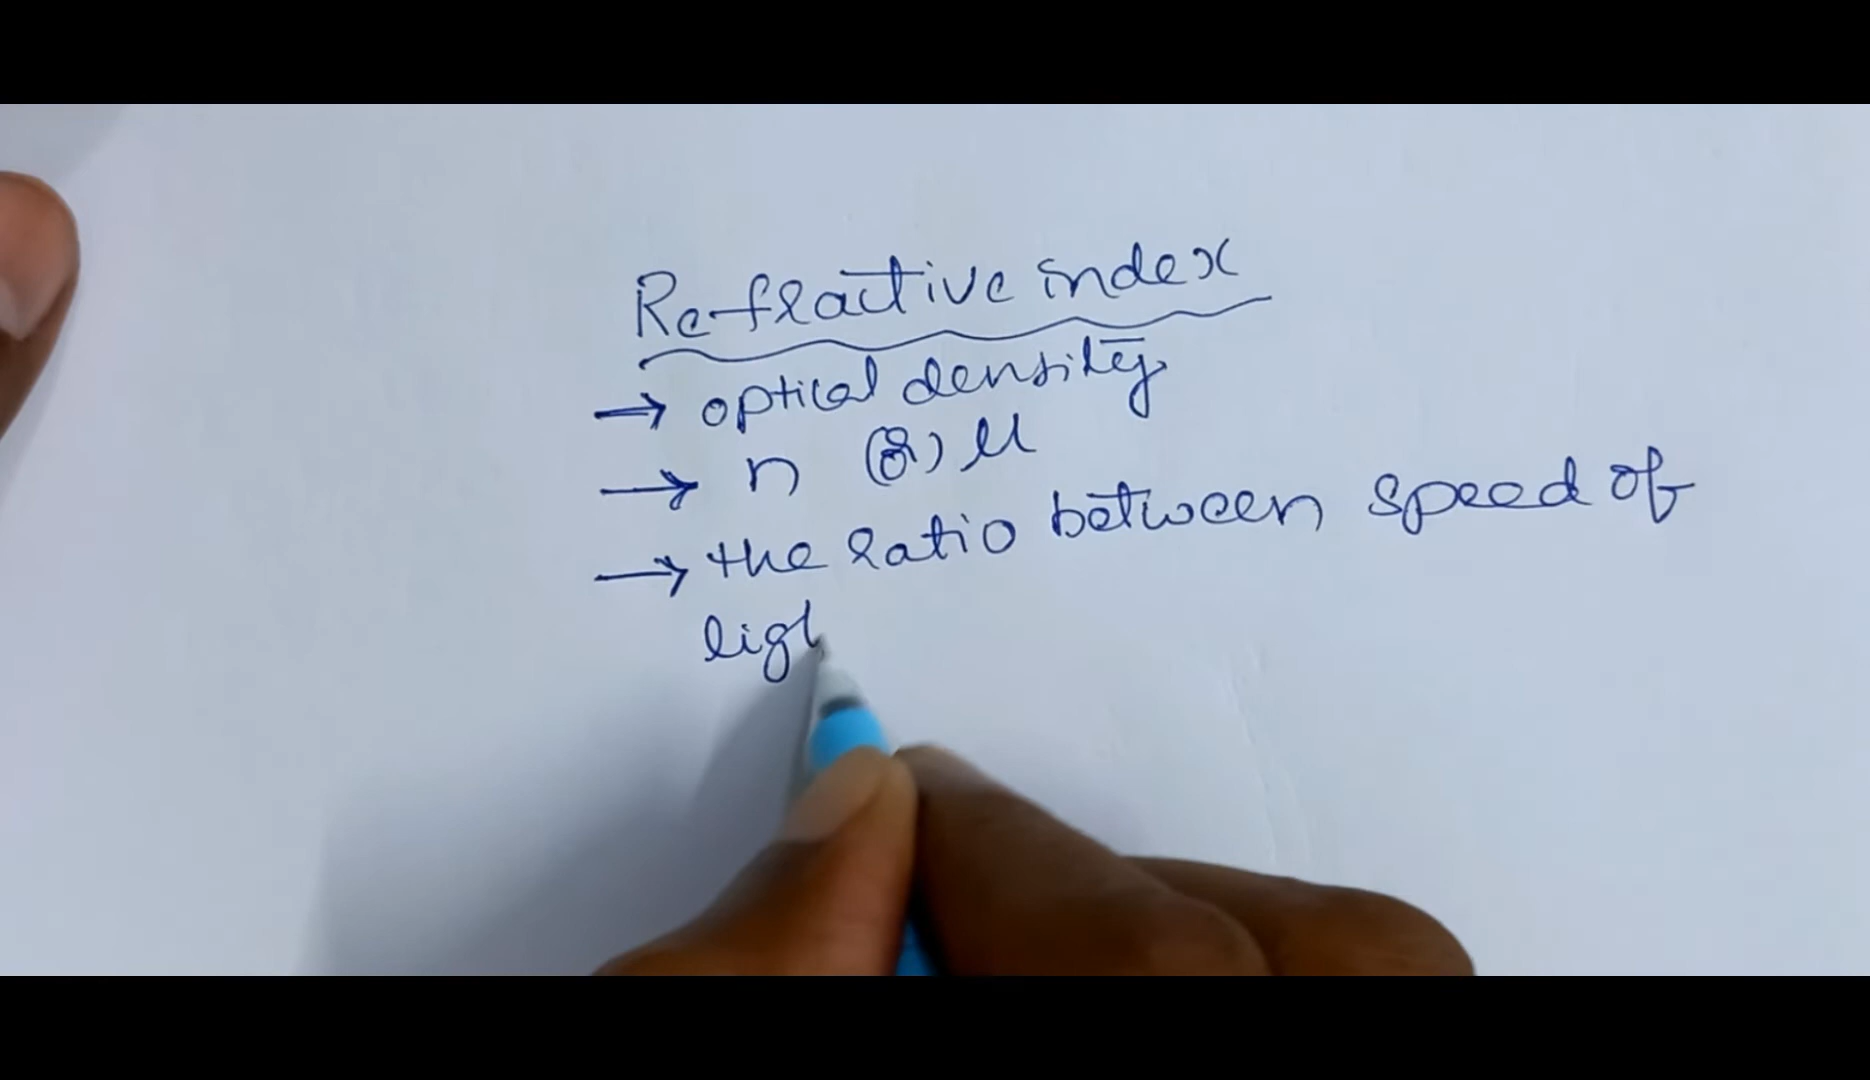 Refractive index
→ optical density
→ n (or) μ
→ the ratio between speed of
ligh